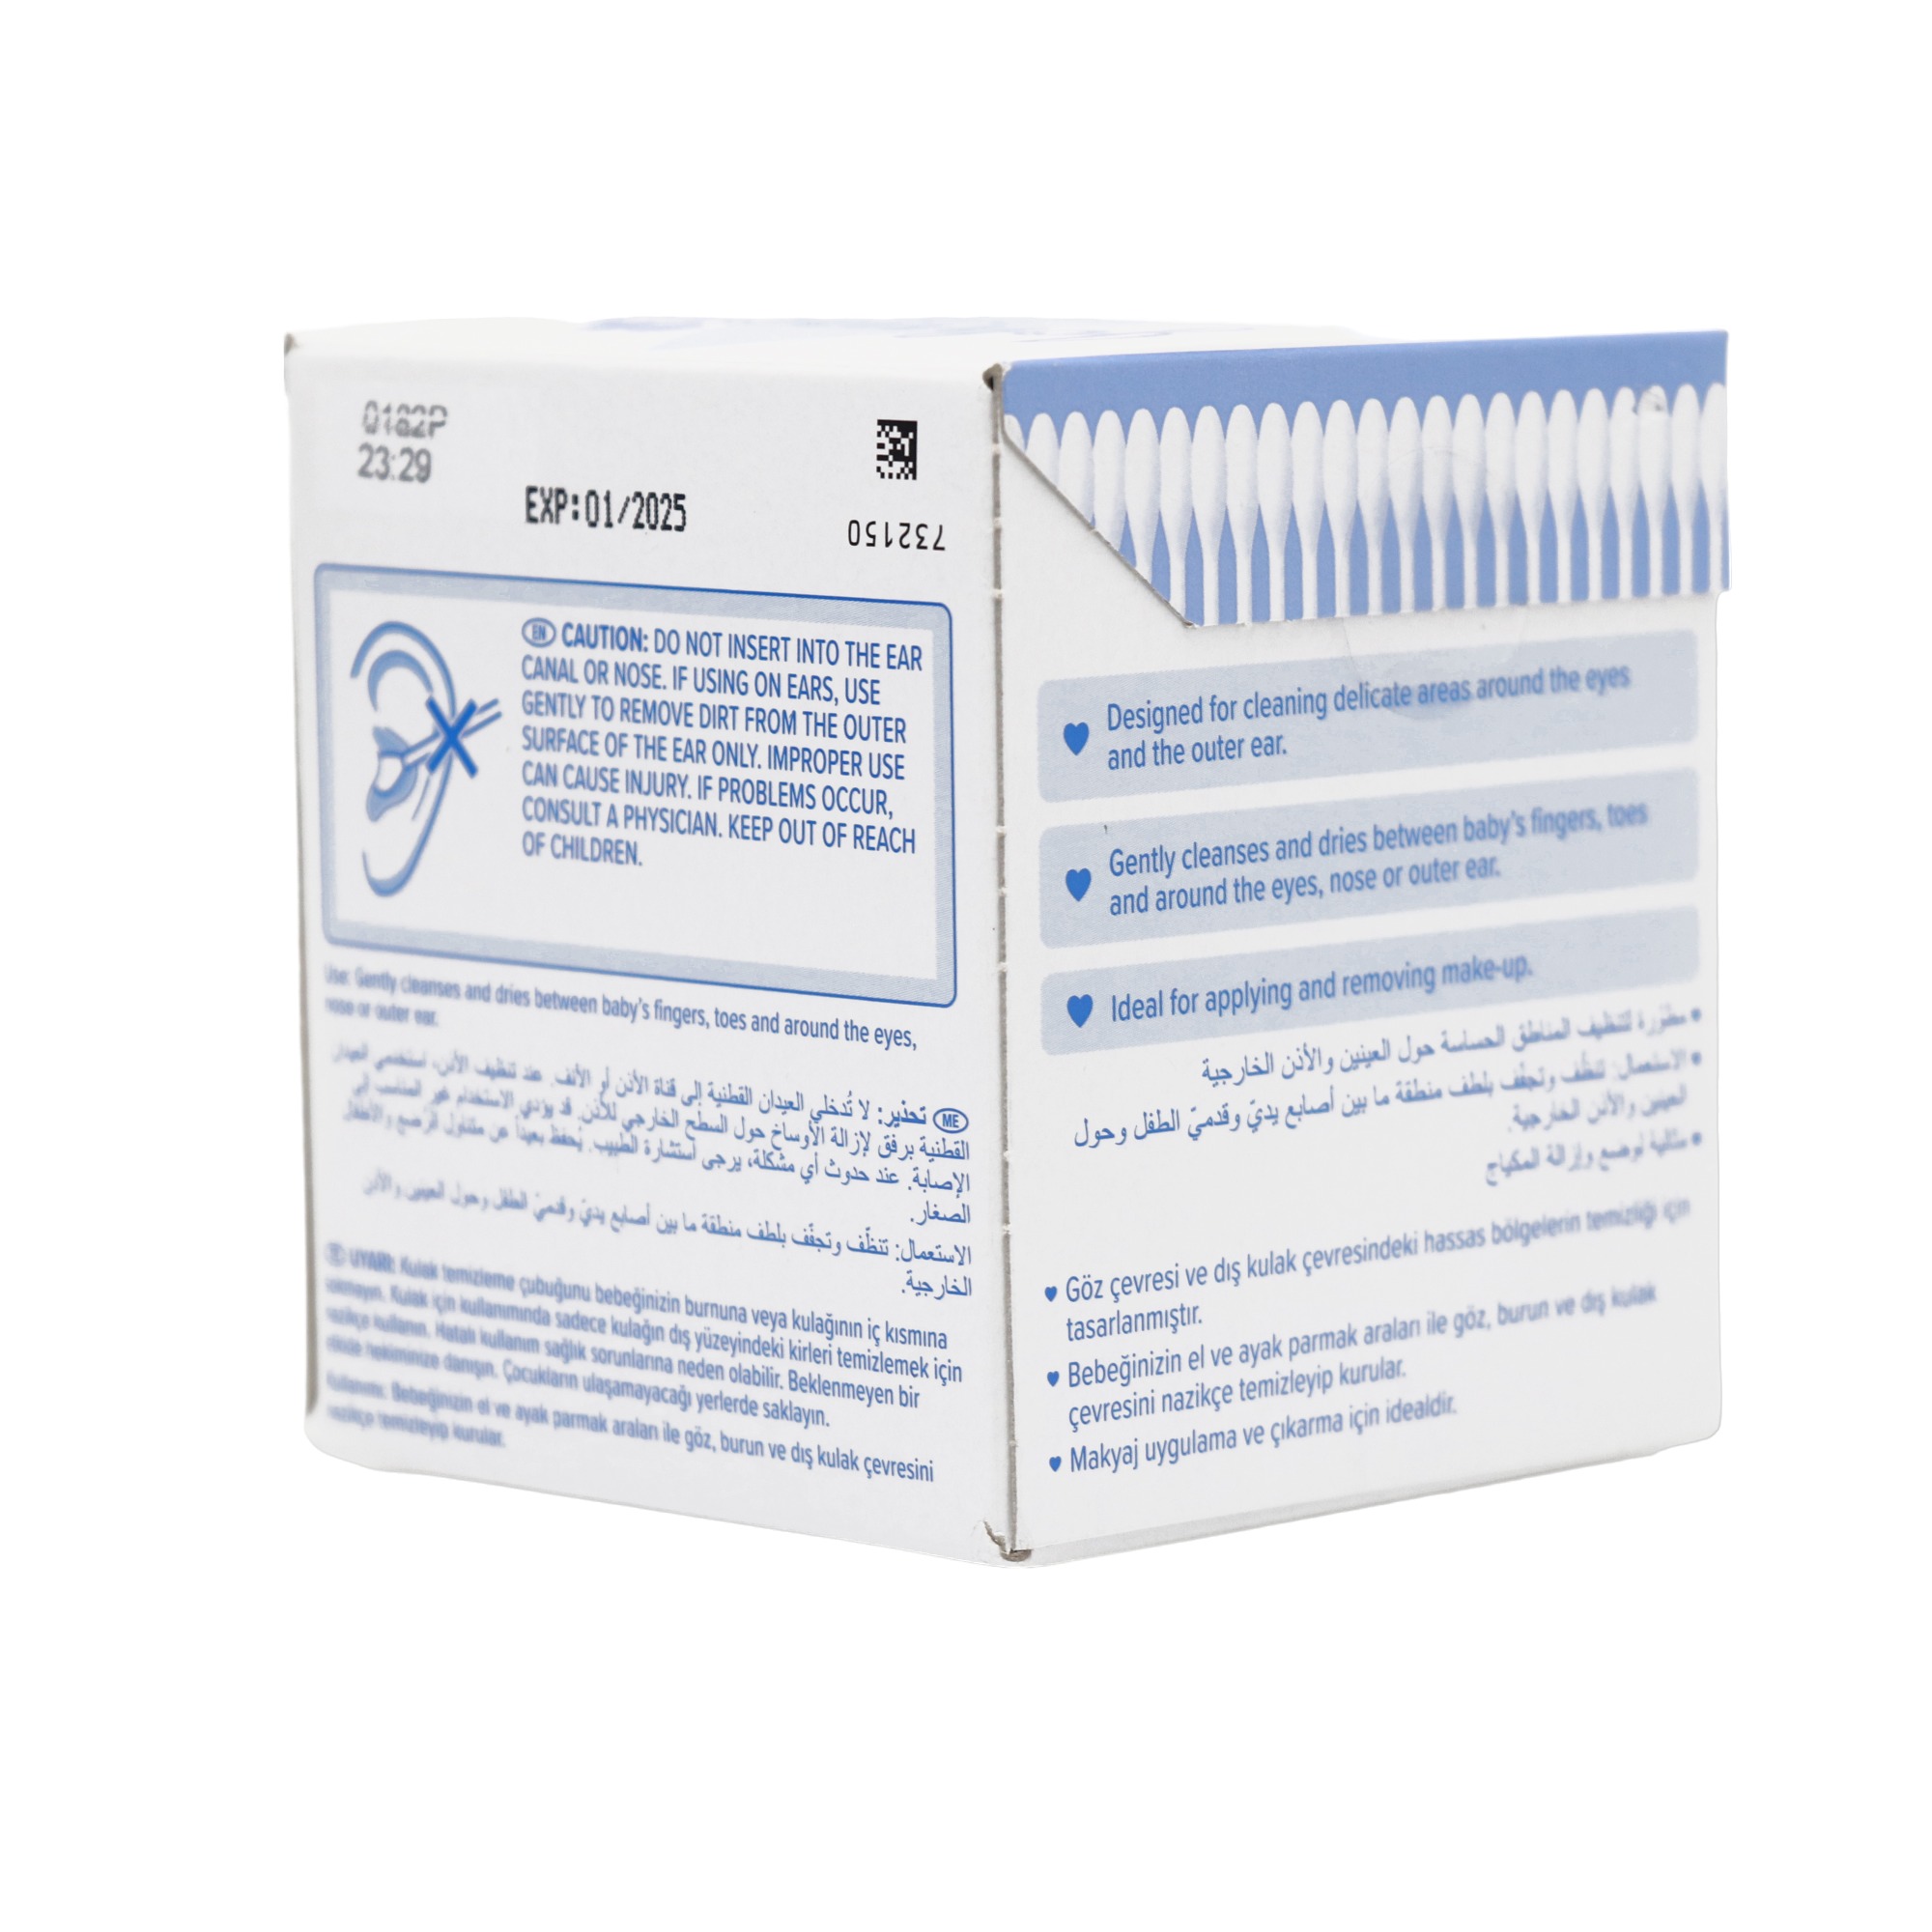 0182P
23:29
EXP:01/2025
732150
EN CAUTION: DO NOT INSERT INTO THE EAR
CANAL OR NOSE. IF USING ON EARS, USE
GENTLY TO REMOVE DIRT FROM THE OUTER
SURFACE OF THE EAR ONLY. IMPROPER USE
CAN CAUSE INJURY. IF PROBLEMS OCCUR,
CONSULT A PHYSICIAN. KEEP OUT OF REACH
OF CHILDREN.
Use: Gently cleanses and dries between baby's fingers, toes and around the eyes,
nose or outer ear.
ME تحذير: لا تُدخلي العيدان القطنية إلى قناة الأذن أو الأنف. عند تنظيف الأذن، استخدمي العيدان
القطنية برفق لإزالة الأوساخ حول السطح الخارجي للأذن. قد يؤدي الاستخدام غير المناسب إلى
الإصابة. عند حدوث أي مشكلة، يرجى استشارة الطبيب. يُحفظ بعيداً عن متناول الرّضع والأطفال
الصغار.
الاستعمال: تنظّف وتجفّف بلطف منطقة ما بين أصابع يديّ وقدميّ الطفل وحول العينين والأذن
الخارجية.
UYARI: Kulak temizleme çubuğunu bebeğinizin burnuna veya kulağının iç kısmına
sokmayın. Kulak için kullanımında sadece kulağın dış yüzeyindeki kirleri temizlemek için
nazikçe kullanın. Hatalı kullanım sağlık sorunlarına neden olabilir. Beklenmeyen bir
etkide hekiminize danışın. Çocukların ulaşamayacağı yerlerde saklayın.
Kullanımı: Bebeğinizin el ve ayak parmak araları ile göz, burun ve dış kulak çevresini
nazikçe temizleyip kurular.
Designed for cleaning delicate areas around the eyes
and the outer ear.
Gently cleanses and dries between baby's fingers, toes
and around the eyes, nose or outer ear.
Ideal for applying and removing make-up.
• مطوّرة لتنظيف المناطق الحساسة حول العينين والأذن الخارجية
• الاستعمال: تنظّف وتجفّف بلطف منطقة ما بين أصابع يديّ وقدميّ الطفل وحول
العينين والأذن الخارجية.
• مثالية لوضع وإزالة المكياج
Göz çevresi ve dış kulak çevresindeki hassas bölgelerin temizliği için
tasarlanmıştır.
Bebeğinizin el ve ayak parmak araları ile göz, burun ve dış kulak
çevresini nazikçe temizleyip kurular.
Makyaj uygulama ve çıkarma için idealdir.